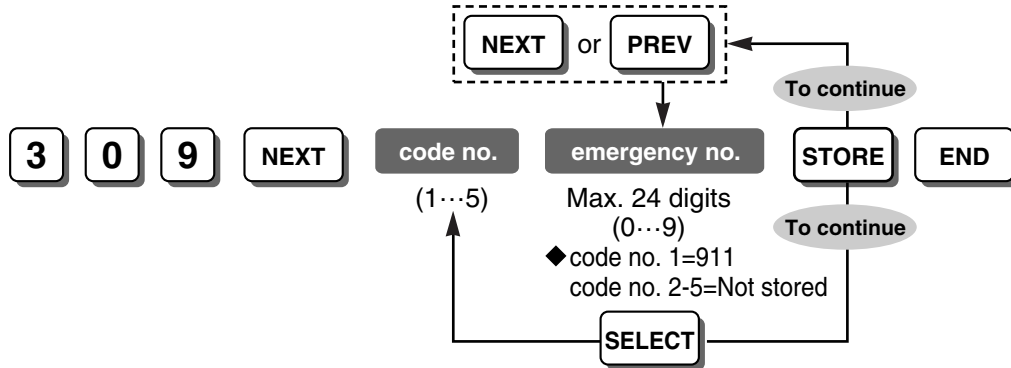 NEXT or PREV
To continue
3 0 9 NEXT code no. emergency no. STORE END
(1···5) Max. 24 digits
(0···9)
To continue
◆code no. 1=911
code no. 2-5=Not stored
SELECT